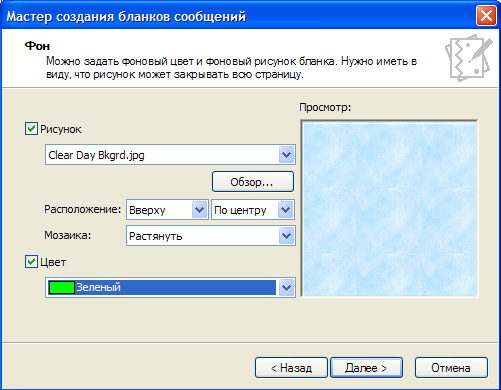 Мастер создания бланков сообщений
Фон
Можно задать фоновый цвет и фоновый рисунок бланка. Нужно иметь в
виду, что рисунок может закрывать всю страницу.
Просмотр:
Рисунок
Clear Day Bkgrd.jpg
Обзор...
Расположение: Вверху По центру
Мозаика: Растянуть
Цвет
Зеленый
< Назад Далее > Отмена